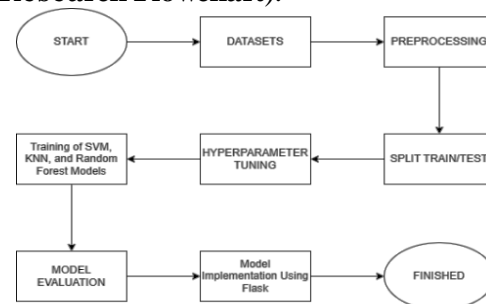 START
DATASETS
PREPROCESSING
Training of SVM,
KNN, and Random
Forest Models
HYPERPARAMETER
TUNING
SPLIT TRAIN/TEST
MODEL
EVALUATION
Model
Implementation Using
Flask
FINISHED